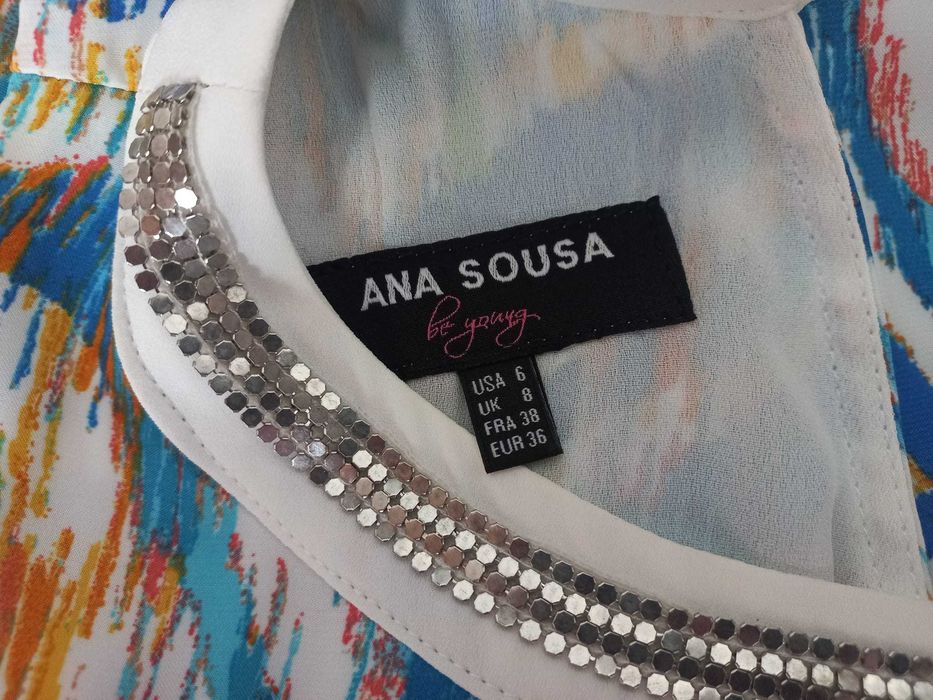 ANA SOUSA
be young
USA 6
UK 8
FRA 38
EUR 36